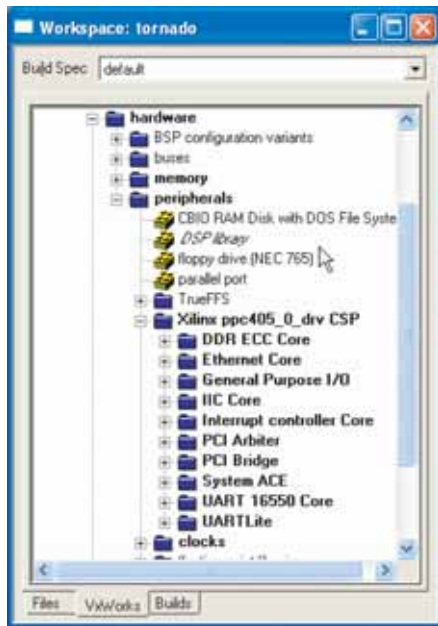 Workspace: tornado
Build Spec default
hardware
BSP configuration variants
buses
memory
peripherals
CBIO RAM Disk with DOS File Syste
DSP library
floppy drive (NEC 765)
parallel port
TrueFFS
Xilinx ppc405_0_drv CSP
DDR ECC Core
Ethernet Core
General Purpose I/O
IIC Core
Interrupt controller Core
PCI Arbiter
PCI Bridge
System ACE
UART 16550 Core
UARTLite
clocks
Files VxWorks Builds